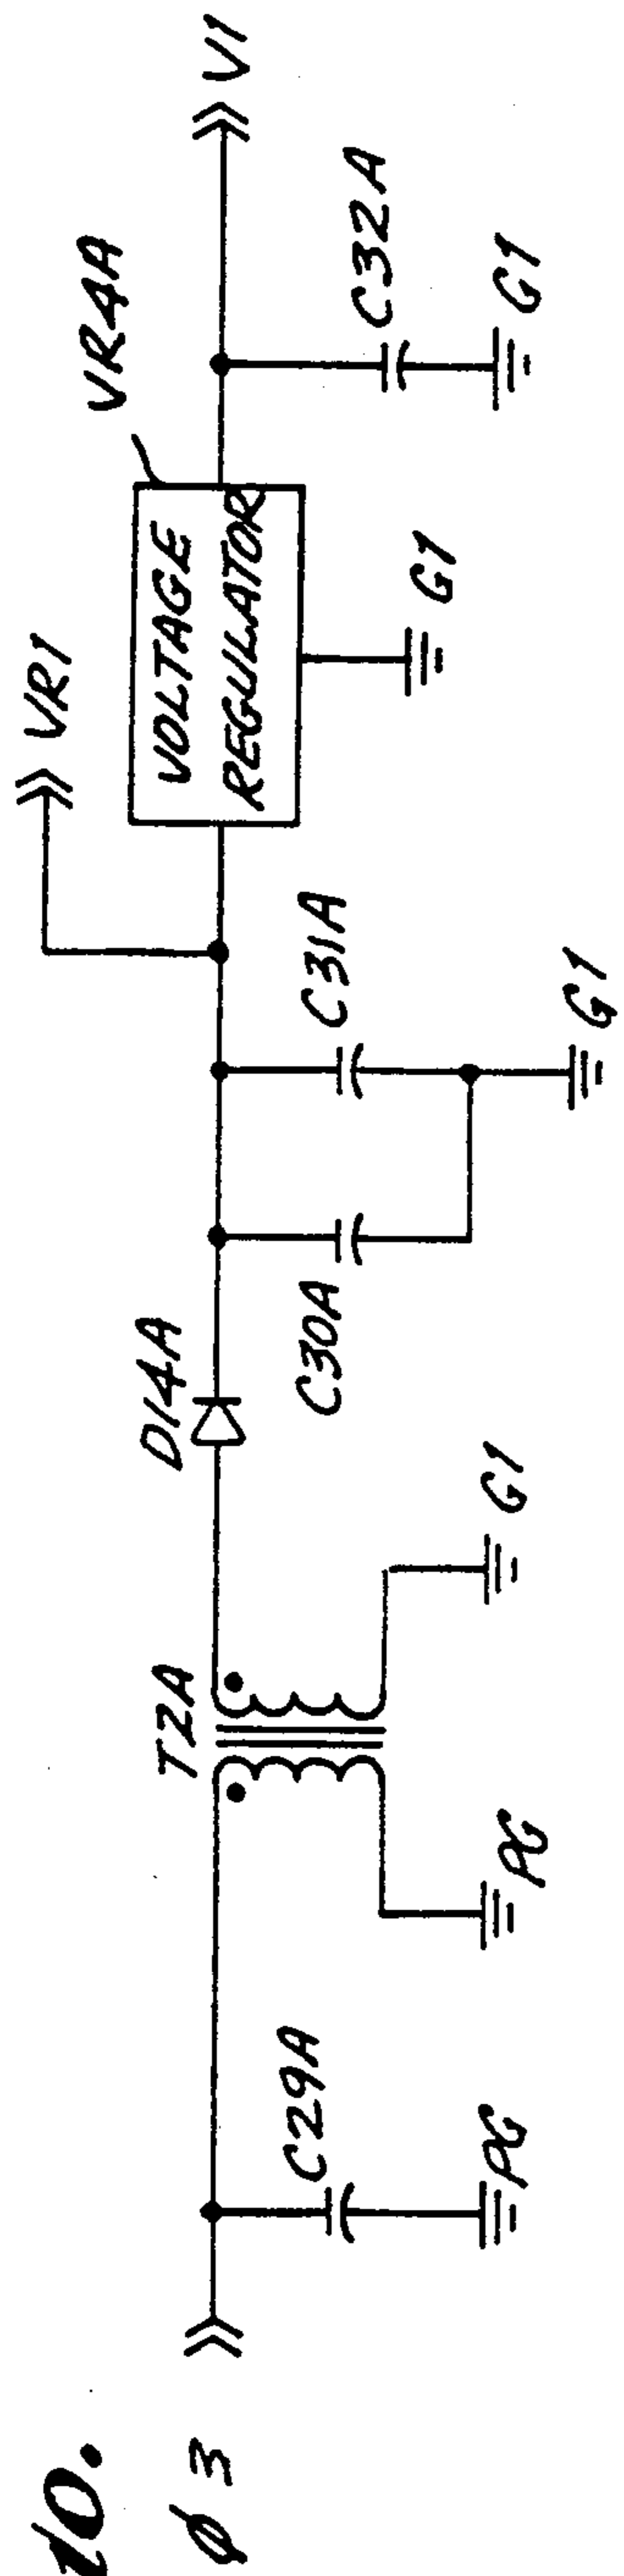 10.
φ3
C29A
PG
PG
T2A
G1
D14A
C30A
C31A
G1
VR1
VOLTAGE
REGULATOR
VR4A
G1
C32A
G1
V1